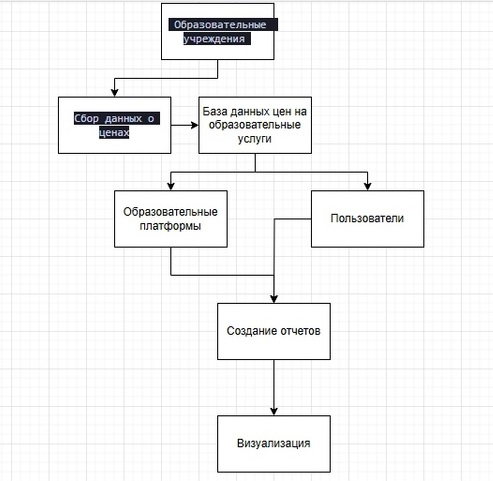 Образовательные
учреждения
Сбор данных о
ценах
База данных цен на
образовательные
услуги
Образовательные
платформы
Пользователи
Создание отчетов
Визуализация